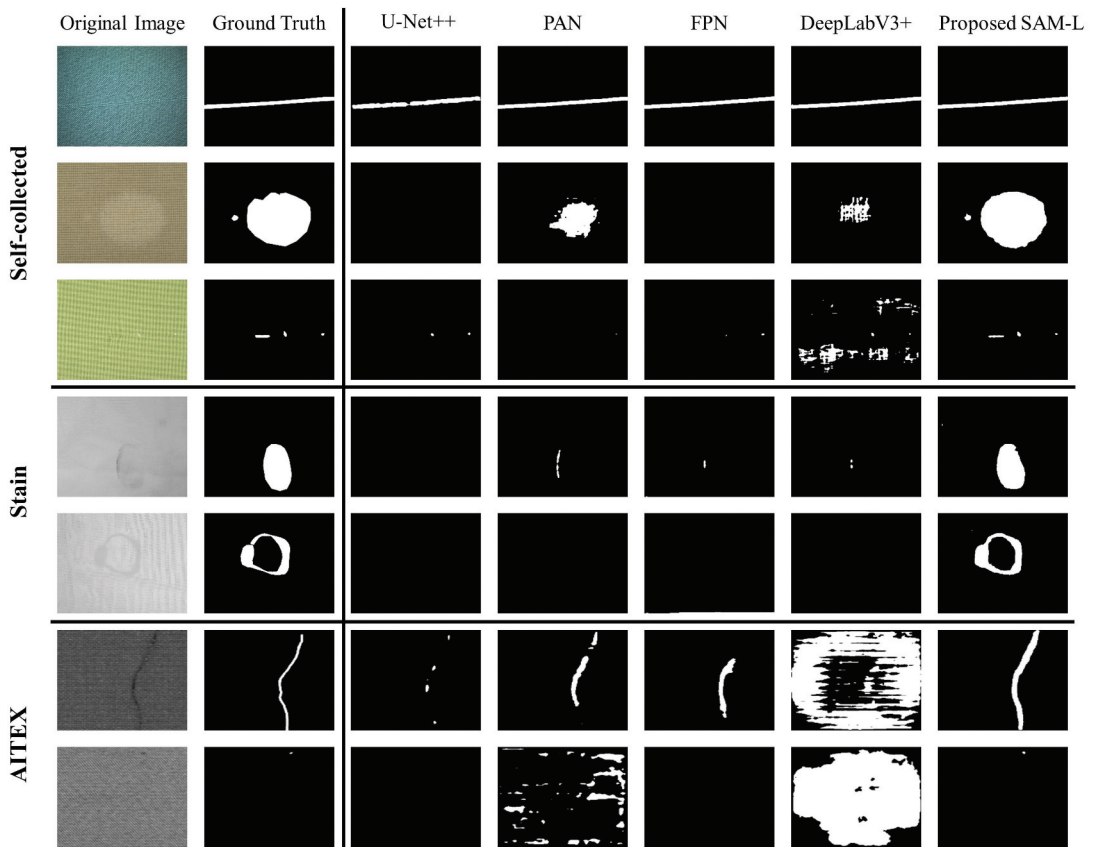 Original Image Ground Truth U-Net++ PAN FPN DeepLabV3+ Proposed SAM-L
Self-collected
Stain
AITEX